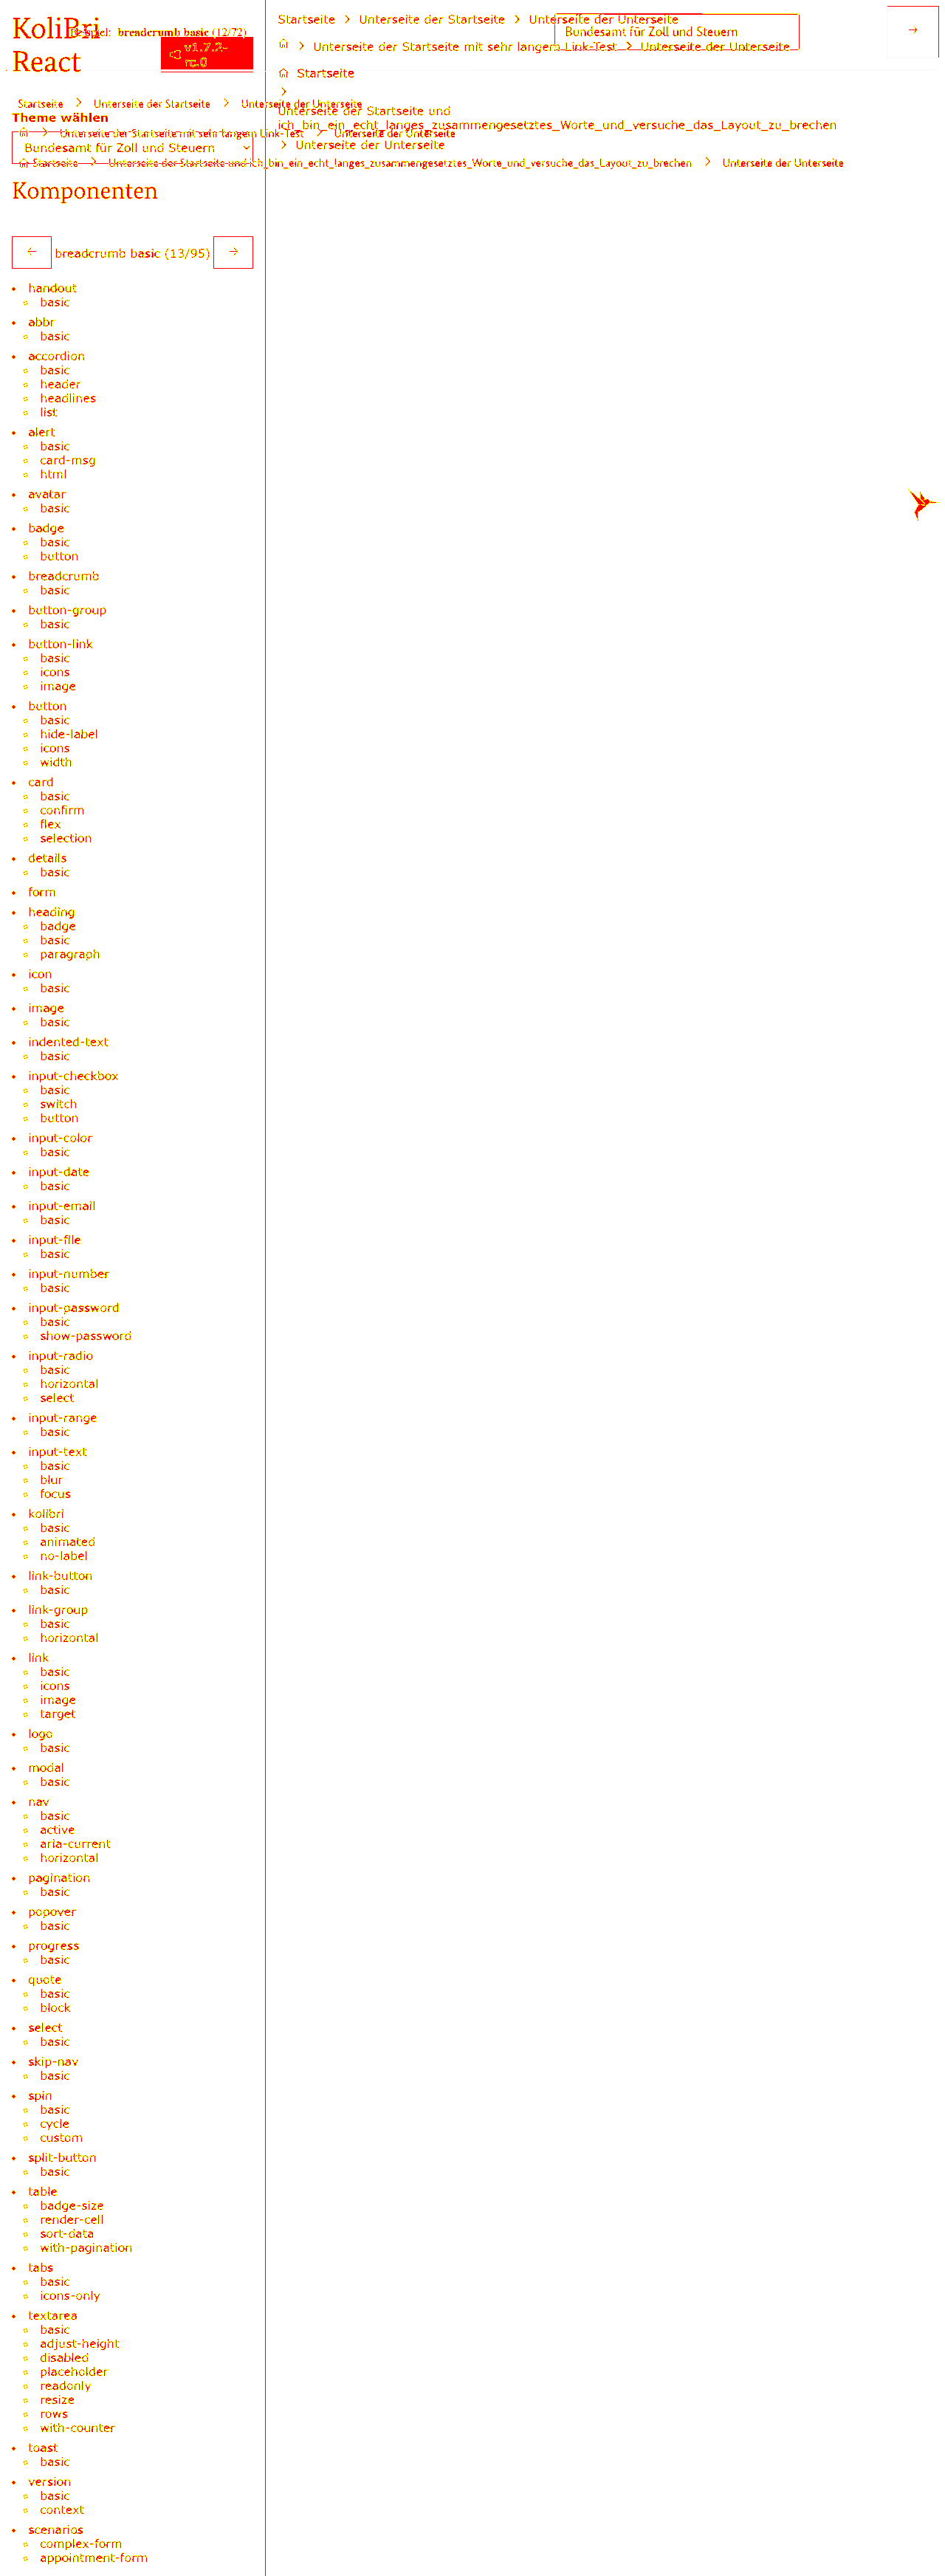 KoliBri
React
breadcrumb basic (12/72)
v1.7.2-
rc.0
Startseite Unterseite der Startseite Unterseite der Unterseite
Bundesamt für Zoll und Steuern
Unterseite der Startseite mit sehr langem Link-Text Unterseite der Unterseite
Startseite
Unterseite der Startseite und
ich_bin_ein_echt_langes_zusammengesetztes_Worte_und_versuche_das_Layout_zu_brechen
Unterseite der Unterseite
Startseite Unterseite der Startseite Unterseite der Unterseite
Theme wählen
Unterseite der Startseite mit sehr langem Link-Text Unterseite der Unterseite
Bundesamt für Zoll und Steuern
Startseite Unterseite der Startseite und ich_bin_ein_echt_langes_zusammengesetztes_Worte_und_versuche_das_Layout_zu_brechen Unterseite der Unterseite
Komponenten
breadcrumb basic (13/95)
handout
basic
abbr
basic
accordion
basic
header
headlines
list
alert
basic
card-msg
html
avatar
basic
badge
basic
button
breadcrumb
basic
button-group
basic
button-link
basic
icons
image
button
basic
hide-label
icons
width
card
basic
confirm
flex
selection
details
basic
form
heading
badge
basic
paragraph
icon
basic
image
basic
indented-text
basic
input-checkbox
basic
switch
button
input-color
basic
input-date
basic
input-email
basic
input-file
basic
input-number
basic
input-password
basic
show-password
input-radio
basic
horizontal
select
input-range
basic
input-text
basic
blur
focus
kolibri
basic
animated
no-label
link-button
basic
link-group
basic
horizontal
link
basic
icons
image
target
logo
basic
modal
basic
nav
basic
active
aria-current
horizontal
pagination
basic
popover
basic
progress
basic
quote
basic
block
select
basic
skip-nav
basic
spin
basic
cycle
custom
split-button
basic
table
badge-size
render-cell
sort-data
with-pagination
tabs
basic
icons-only
textarea
basic
adjust-height
disabled
placeholder
readonly
resize
rows
with-counter
toast
basic
version
basic
context
scenarios
complex-form
appointment-form